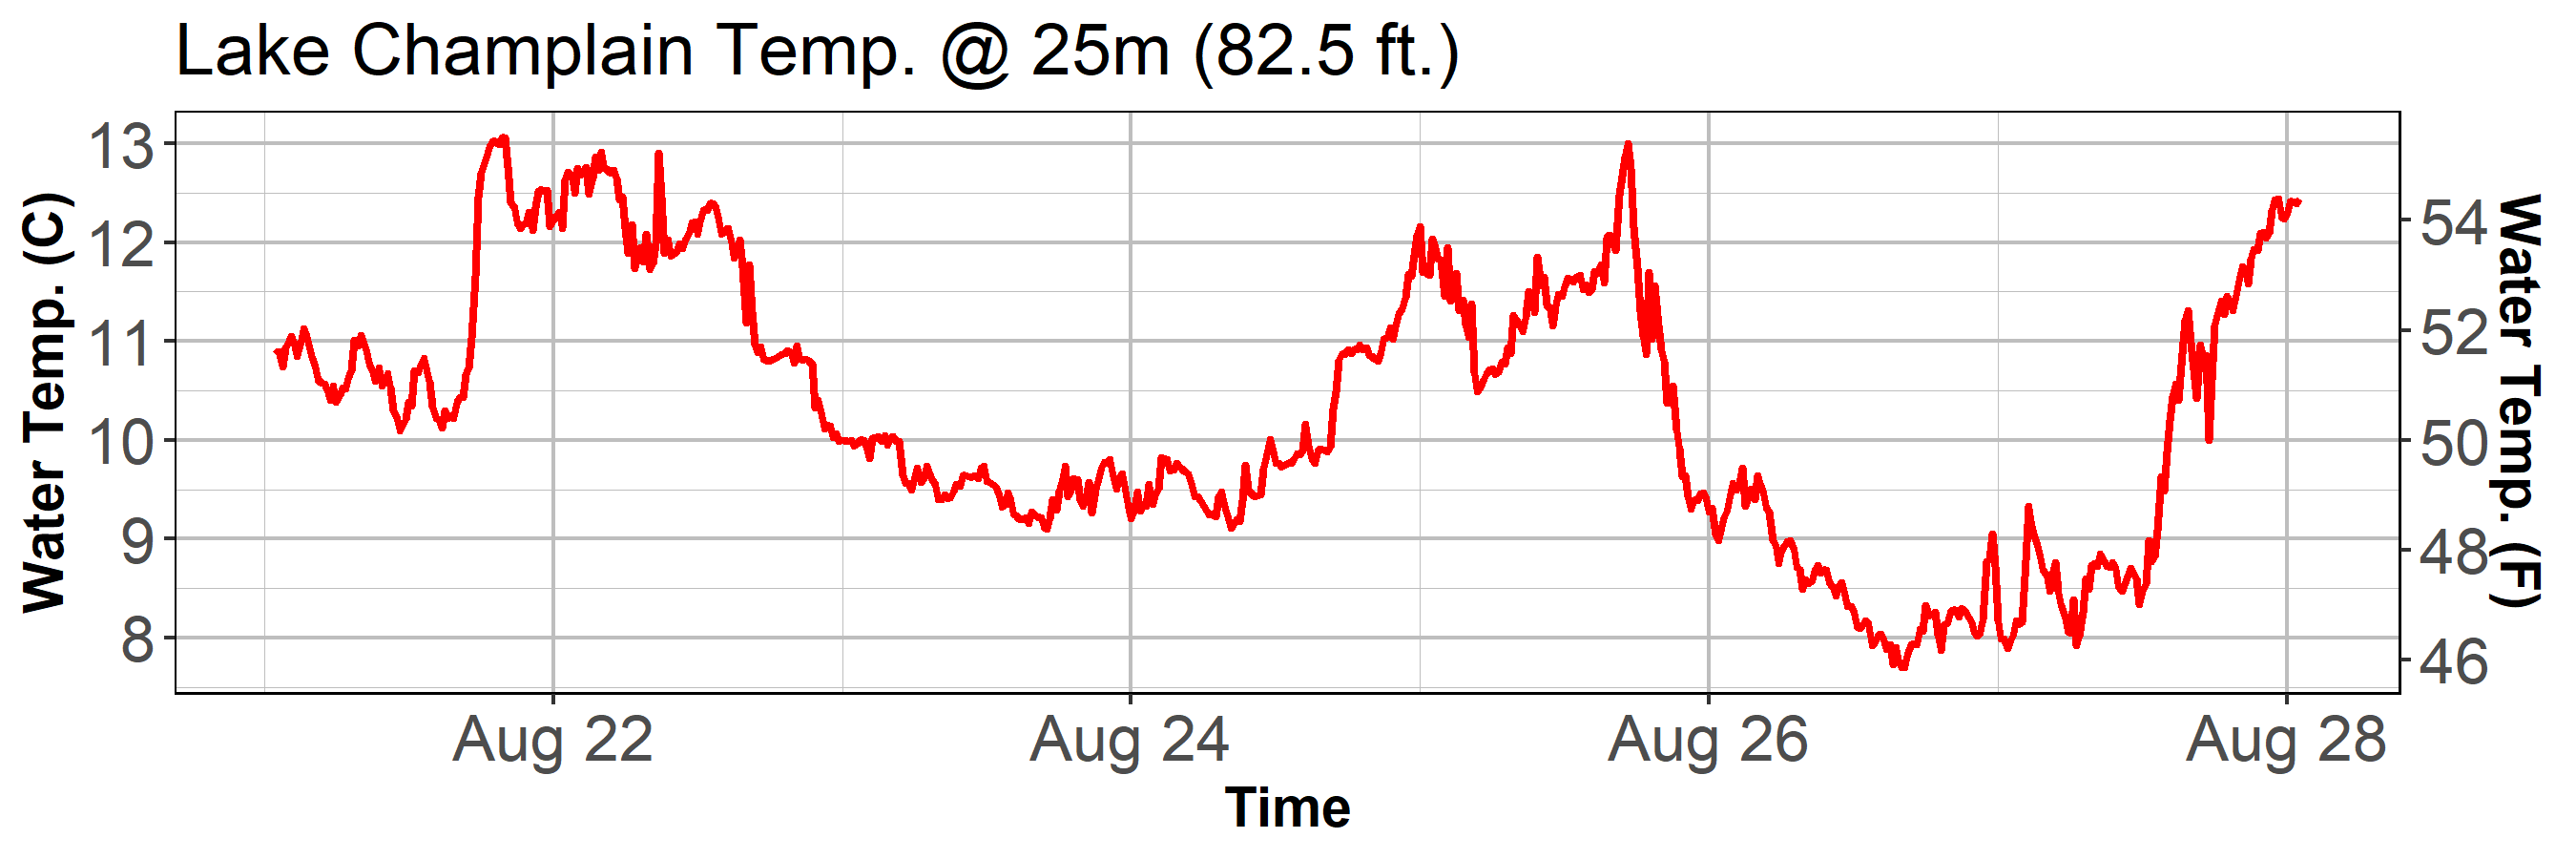 Lake Champlain Temp. @ 25m (82.5 ft.)
Water Temp. (C)
13
12
11
10
9
8
54
52
50
48
46
Water Temp. (F)
Aug 22 Aug 24 Aug 26 Aug 28
Time